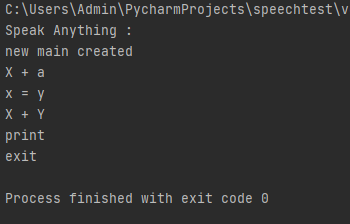 C:\Users\Admin\PycharmProjects\speechtest\v
Speak Anything :
new main created
X + a
x = y
X + Y
print
exit
Process finished with exit code 0